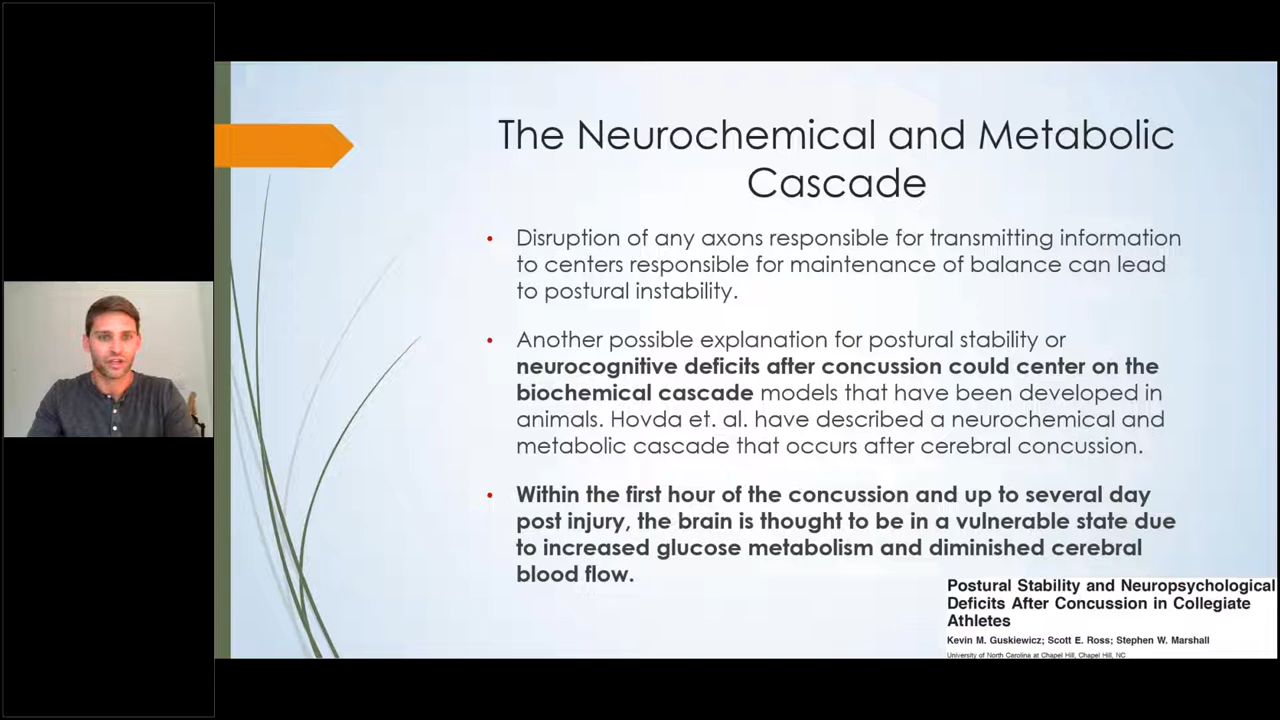 The Neurochemical and Metabolic
Cascade
• Disruption of any axons responsible for transmitting information
to centers responsible for maintenance of balance can lead
to postural instability.
• Another possible explanation for postural stability or
neurocognitive deficits after concussion could center on the
biochemical cascade models that have been developed in
animals. Hovda et. al. have described a neurochemical and
metabolic cascade that occurs after cerebral concussion.
• Within the first hour of the concussion and up to several day
post injury, the brain is thought to be in a vulnerable state due
to increased glucose metabolism and diminished cerebral
blood flow.
Postural Stability and Neuropsychological
Deficits After Concussion in Collegiate
Athletes
Kevin M. Guskiewicz; Scott E. Ross; Stephen W. Marshall
University of North Carolina at Chapel Hill, Chapel Hill, NC